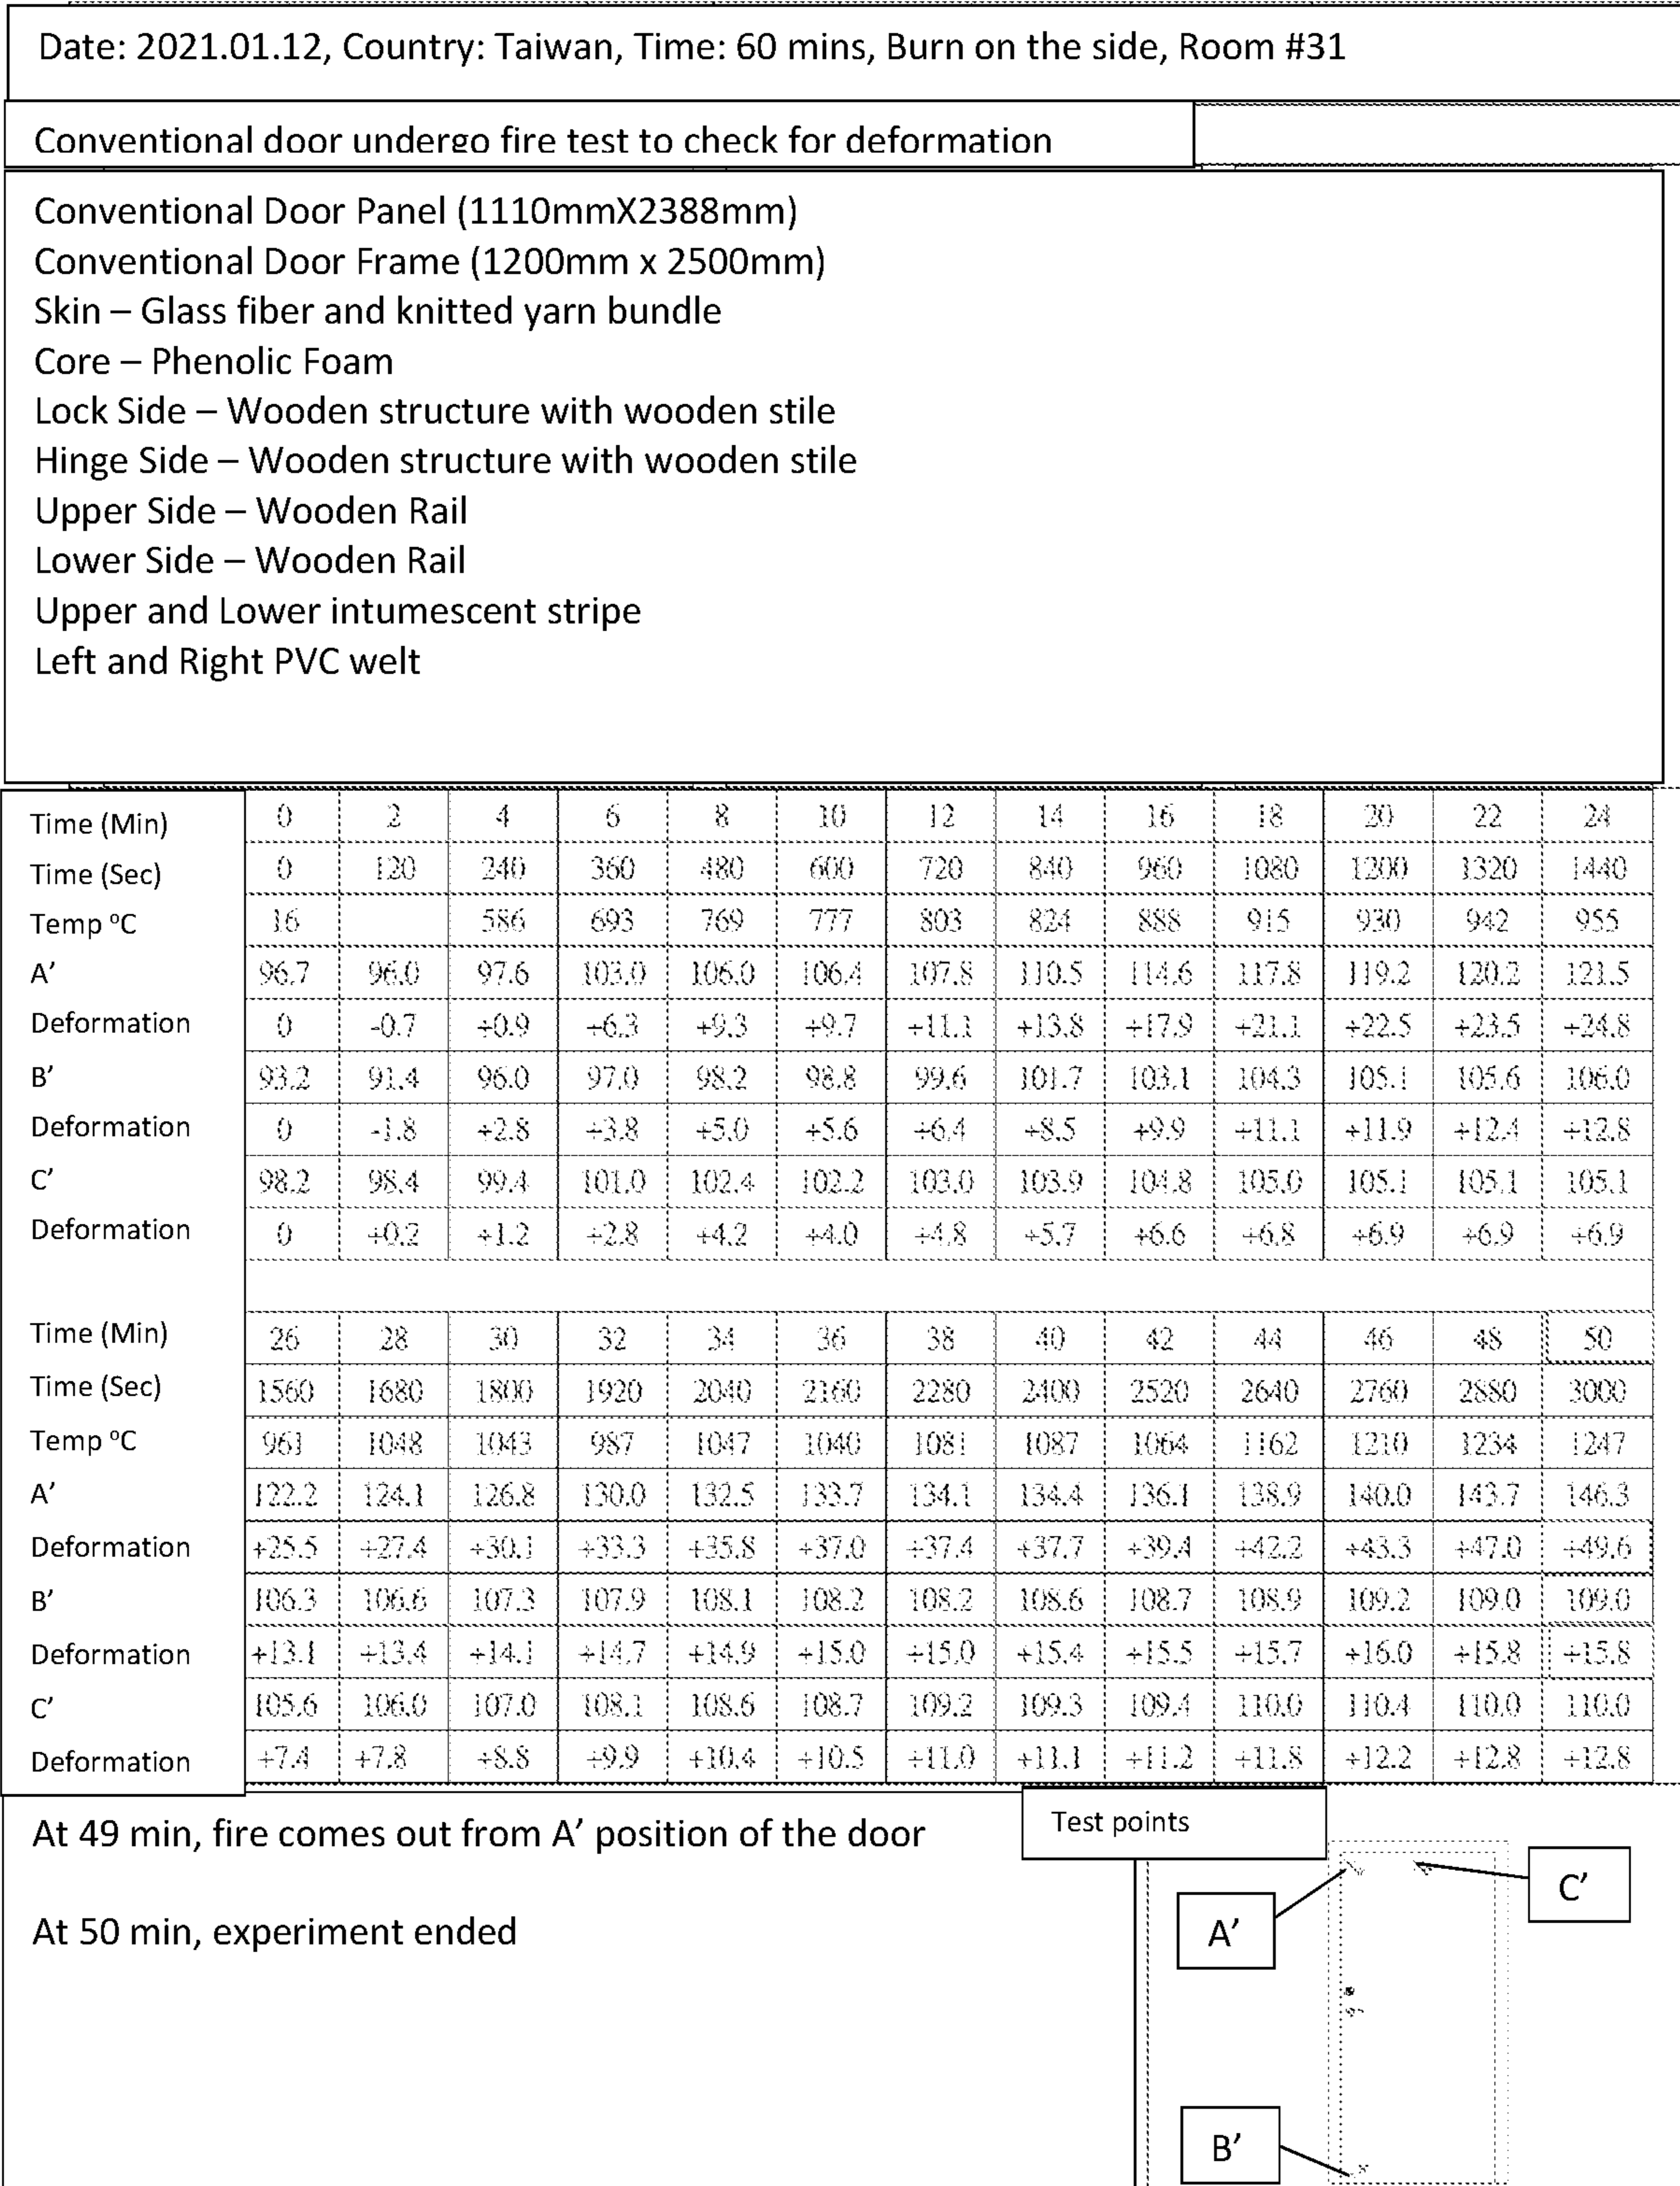 Date: 2021.01.12, Country: Taiwan, Time: 60 mins, Burn on the side, Room #31
Conventional door undergo fire test to check for deformation
Conventional Door Panel (1110mmX2388mm)
Conventional Door Frame (1200mm x 2500mm)
Skin – Glass fiber and knitted yarn bundle
Core – Phenolic Foam
Lock Side – Wooden structure with wooden stile
Hinge Side – Wooden structure with wooden stile
Upper Side – Wooden Rail
Lower Side – Wooden Rail
Upper and Lower intumescent stripe
Left and Right PVC welt
Time (Min) 0 2 4 6 8 10 12 14 16 18 20 22 24
Time (Sec) 0 120 240 360 480 600 720 840 960 1080 1200 1320 1440
Temp °C 16 586 693 769 777 803 824 888 915 930 942 955
A’ 96.7 96.0 97.6 103.0 106.0 106.4 107.8 110.5 114.6 117.8 119.2 120.2 121.5
Deformation 0 -0.7 +0.9 +6.3 +9.3 +9.7 +11.1 +13.8 +17.9 +21.1 +22.5 +23.5 +24.8
B’ 93.2 91.4 96.0 97.0 98.2 98.8 99.6 101.7 103.1 104.3 105.1 105.6 106.0
Deformation 0 -1.8 +2.8 +3.8 +5.0 +5.6 +6.4 +8.5 +9.9 +11.1 +11.9 +12.4 +12.8
C’ 98.2 98.4 99.4 101.0 102.4 102.2 103.0 103.9 104.8 105.0 105.1 105.1 105.1
Deformation 0 +0.2 +1.2 +2.8 +4.2 +4.0 +4.8 +5.7 +6.6 +6.8 +6.9 +6.9 +6.9
Time (Min) 26 28 30 32 34 36 38 40 42 44 46 48 50
Time (Sec) 1560 1680 1800 1920 2040 2160 2280 2400 2520 2640 2760 2880 3000
Temp °C 961 1048 1043 987 1047 1040 1081 1087 1064 1162 1210 1234 1247
A’ 122.2 124.1 126.8 130.0 132.5 133.7 134.1 134.4 136.1 138.9 140.0 143.7 146.3
Deformation +25.5 +27.4 +30.1 +33.3 +35.8 +37.0 +37.4 +37.7 +39.4 +42.2 +43.3 +47.0 +49.6
B’ 106.3 106.6 107.3 107.9 108.1 108.2 108.2 108.6 108.7 108.9 109.2 109.0 109.0
Deformation +13.1 +13.4 +14.1 +14.7 +14.9 +15.0 +15.0 +15.4 +15.5 +15.7 +16.0 +15.8 +15.8
C’ 105.6 106.0 107.0 108.1 108.6 108.7 109.2 109.3 109.4 110.0 110.4 110.0 110.0
Deformation +7.4 +7.8 +8.8 +9.9 +10.4 +10.5 +11.0 +11.1 +11.2 +11.8 +12.2 +12.8 +12.8
At 49 min, fire comes out from A’ position of the door
At 50 min, experiment ended
Test points
C’
A’
B’